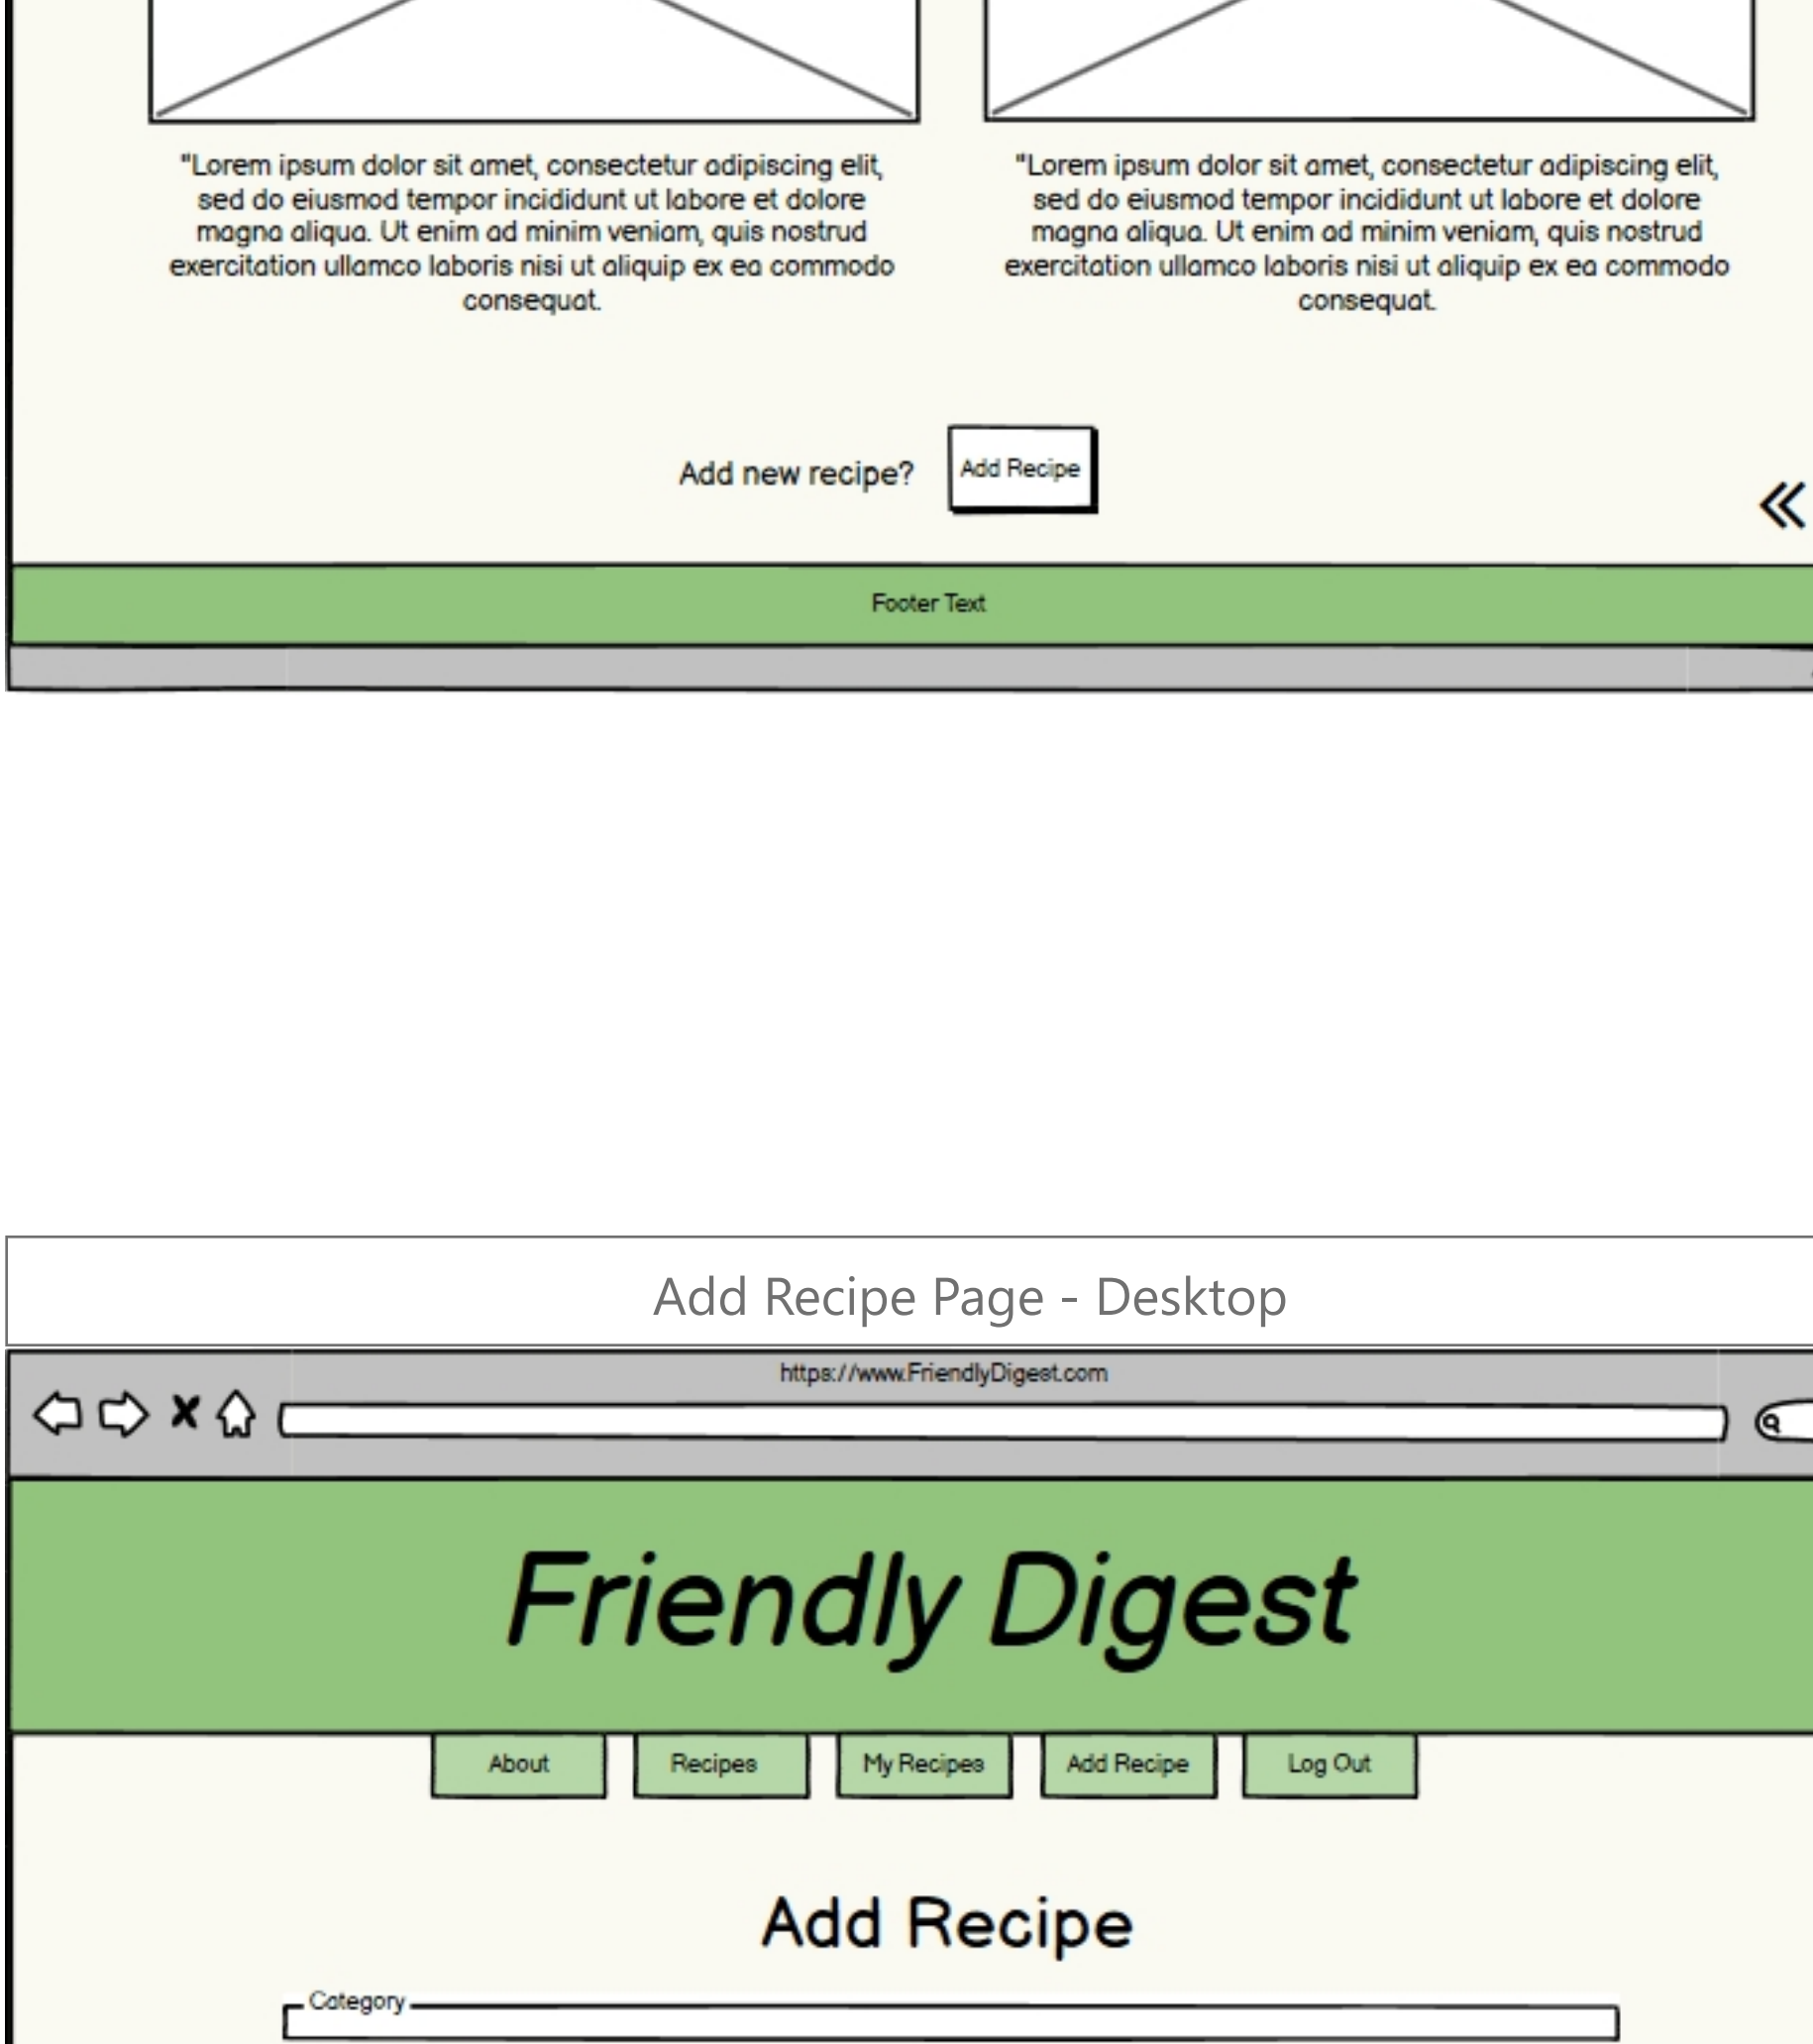 "Lorem ipsum dolor sit amet, consectetur adipiscing elit,
sed do eiusmod tempor incididunt ut labore et dolore
magna aliqua. Ut enim ad minim veniam, quis nostrud
exercitation ullamco laboris nisi ut aliquip ex ea commodo
consequat.
"Lorem ipsum dolor sit amet, consectetur adipiscing elit,
sed do eiusmod tempor incididunt ut labore et dolore
magna aliqua. Ut enim ad minim veniam, quis nostrud
exercitation ullamco laboris nisi ut aliquip ex ea commodo
consequat.
Add new recipe?
Add Recipe
Footer Text
Add Recipe Page - Desktop
https://www.FriendlyDigest.com
Friendly Digest
About
Recipes
My Recipes
Add Recipe
Log Out
Add Recipe
Category